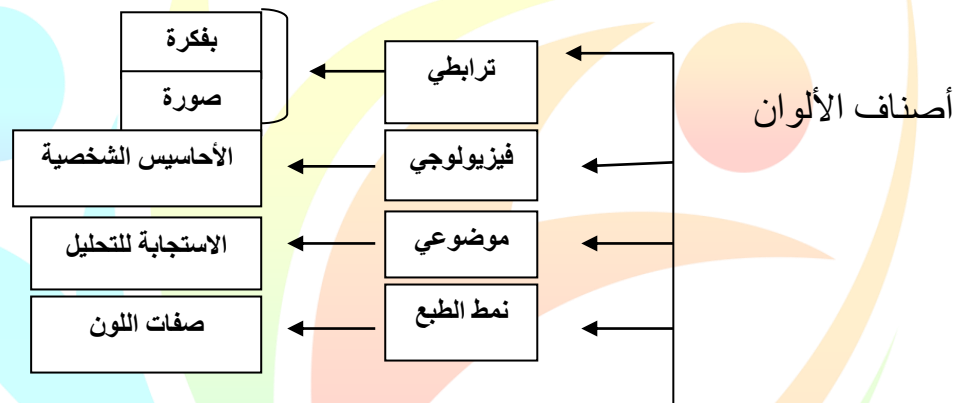 أصناف الألوان
ترابطي
بفكرة
صورة
فيزيولوجي
الأحاسيس الشخصية
موضوعي
الاستجابة للتحليل
نمط الطبع
صفات اللون